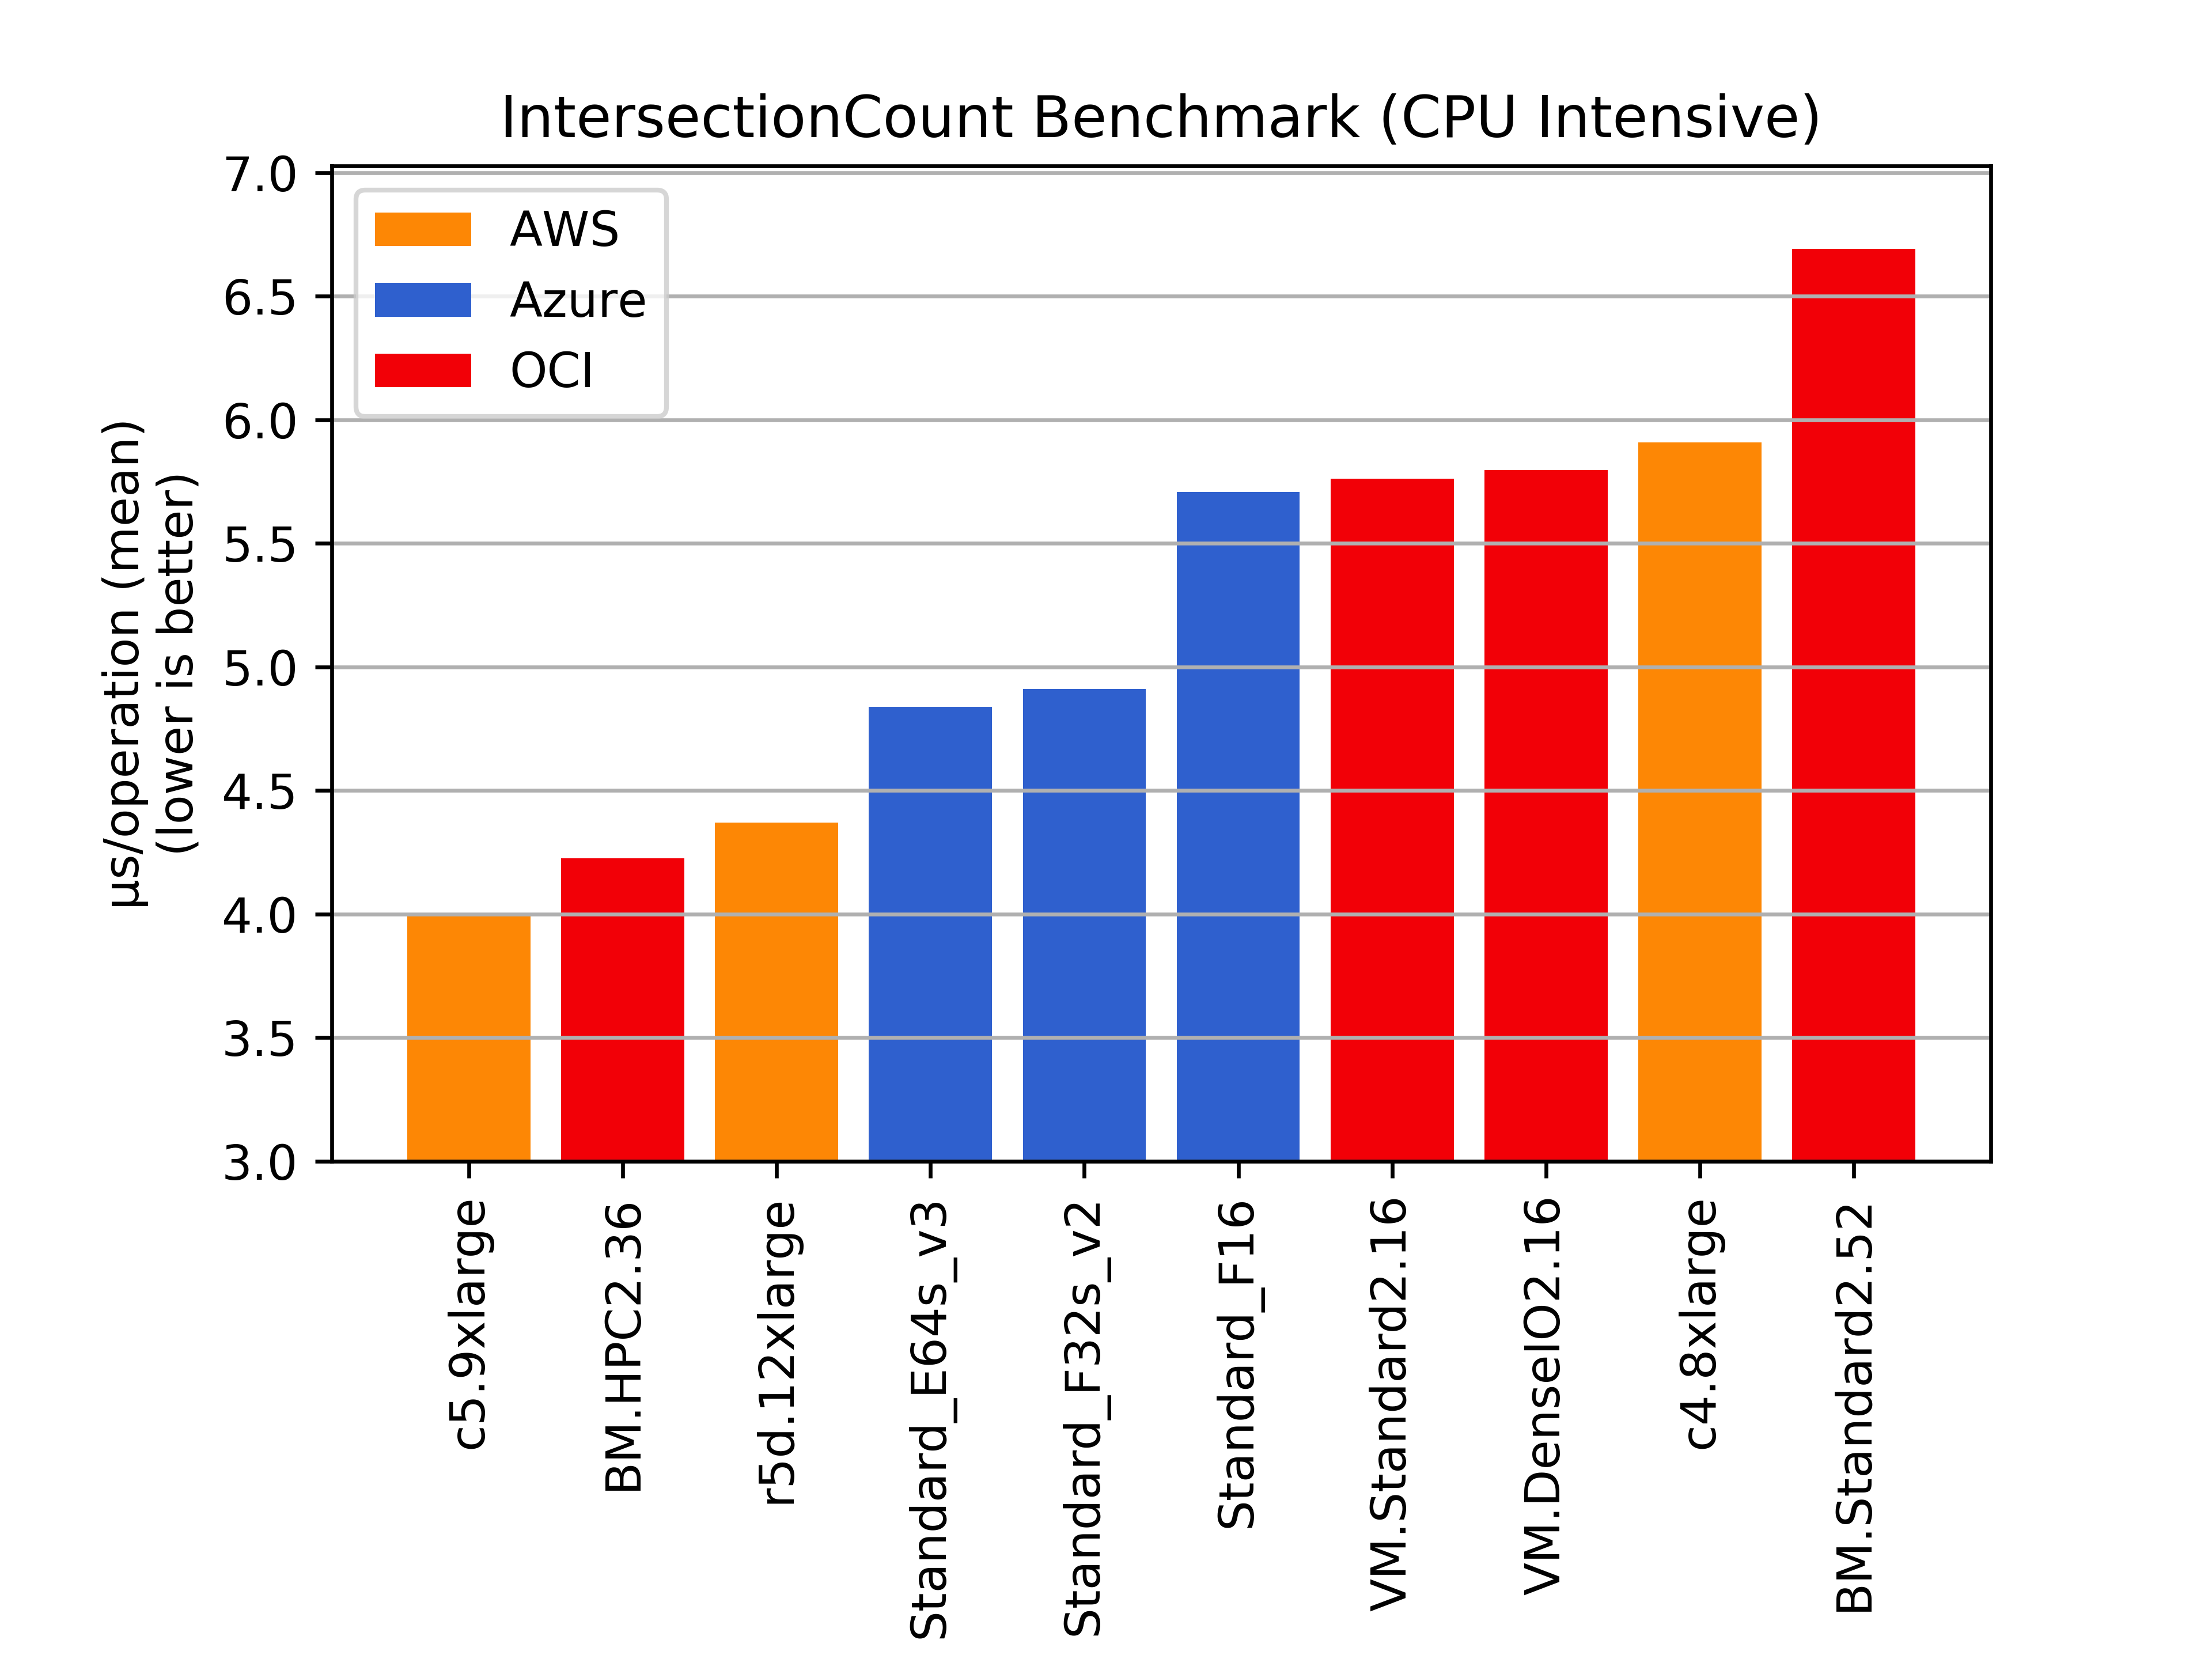 IntersectionCount Benchmark (CPU Intensive)
AWS
Azure
OCI
µs/operation (mean)
(lower is better)
7.0
6.5
6.0
5.5
5.0
4.5
4.0
3.5
3.0
c5.9xlarge
BM.HPC2.36
r5d.12xlarge
Standard_E64s_v3
Standard_F32s_v2
Standard_F16
VM.Standard2.16
VM.DenseIO2.16
c4.8xlarge
BM.Standard2.52